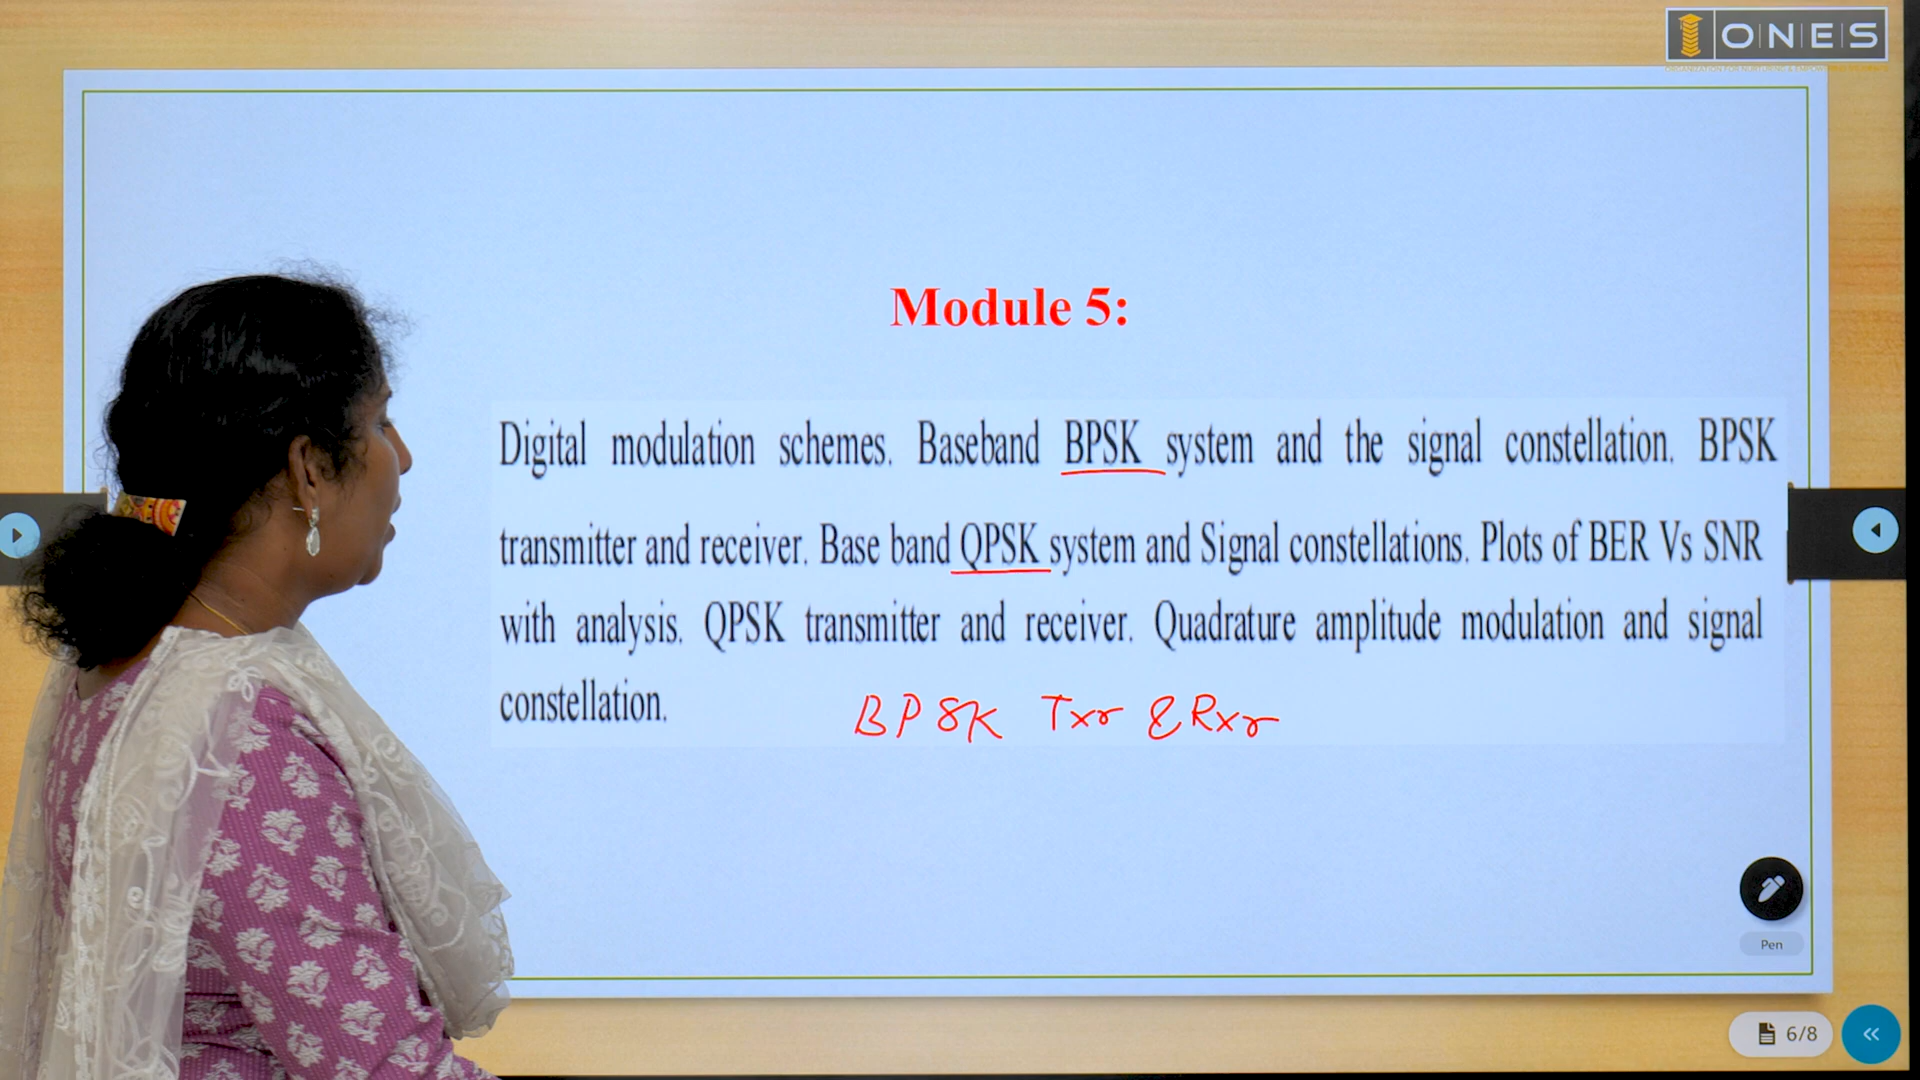 ONES
Module 5:
Digital modulation schemes. Baseband BPSK system and the signal constellation. BPSK
transmitter and receiver. Base band QPSK system and Signal constellations. Plots of BER Vs SNR
with analysis. QPSK transmitter and receiver. Quadrature amplitude modulation and signal
constellation.
BPSK Txr & Rxr
Pen
6/8